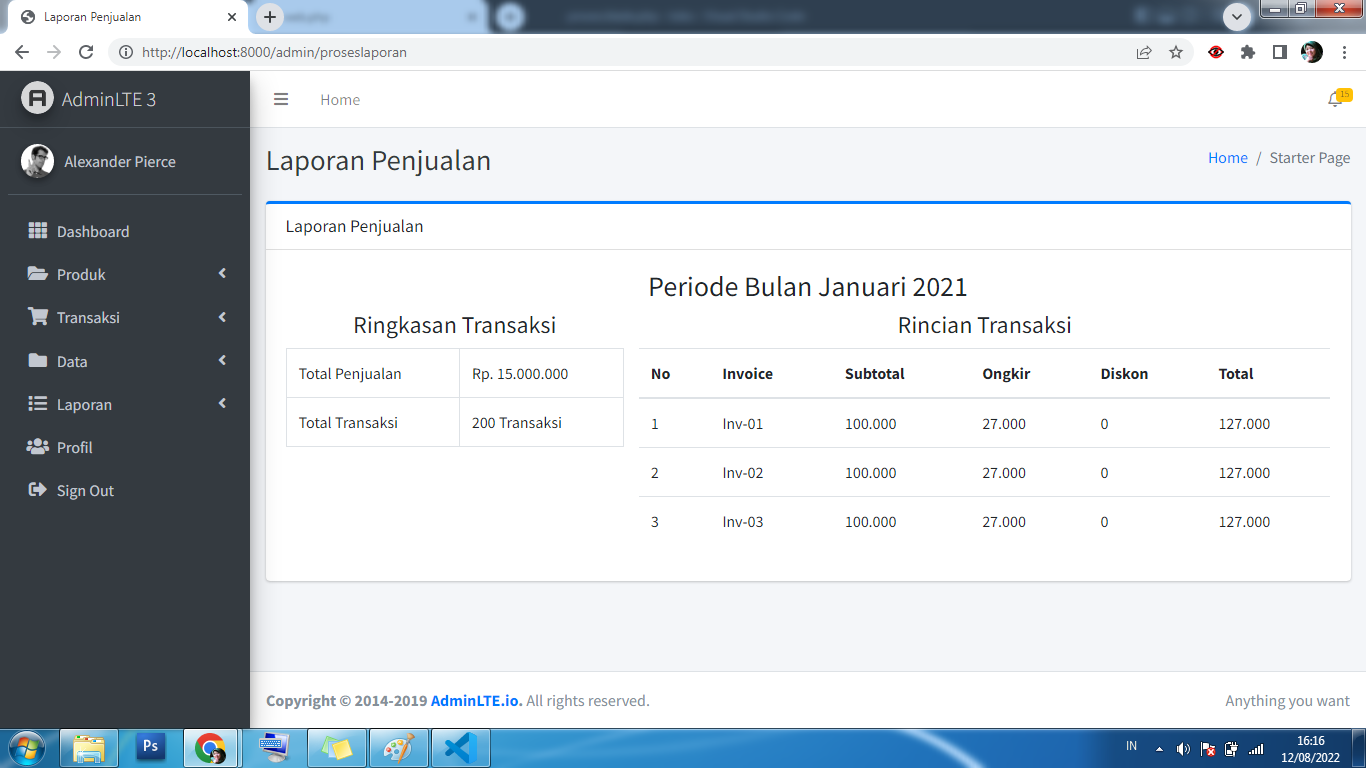 Laporan Penjualan
http://localhost:8000/admin/proseslaporan
AdminLTE 3
Home
15
Alexander Pierce
Laporan Penjualan
Home / Starter Page
Dashboard
Produk
Transaksi
Data
Laporan
Profil
Sign Out
Laporan Penjualan
Periode Bulan Januari 2021
Ringkasan Transaksi
Total Penjualan Rp. 15.000.000
Total Transaksi 200 Transaksi
Rincian Transaksi
No Invoice Subtotal Ongkir Diskon Total
1 Inv-01 100.000 27.000 0 127.000
2 Inv-02 100.000 27.000 0 127.000
3 Inv-03 100.000 27.000 0 127.000
Copyright © 2014-2019 AdminLTE.io. All rights reserved.
Anything you want
Ps
IN
16:16
12/08/2022